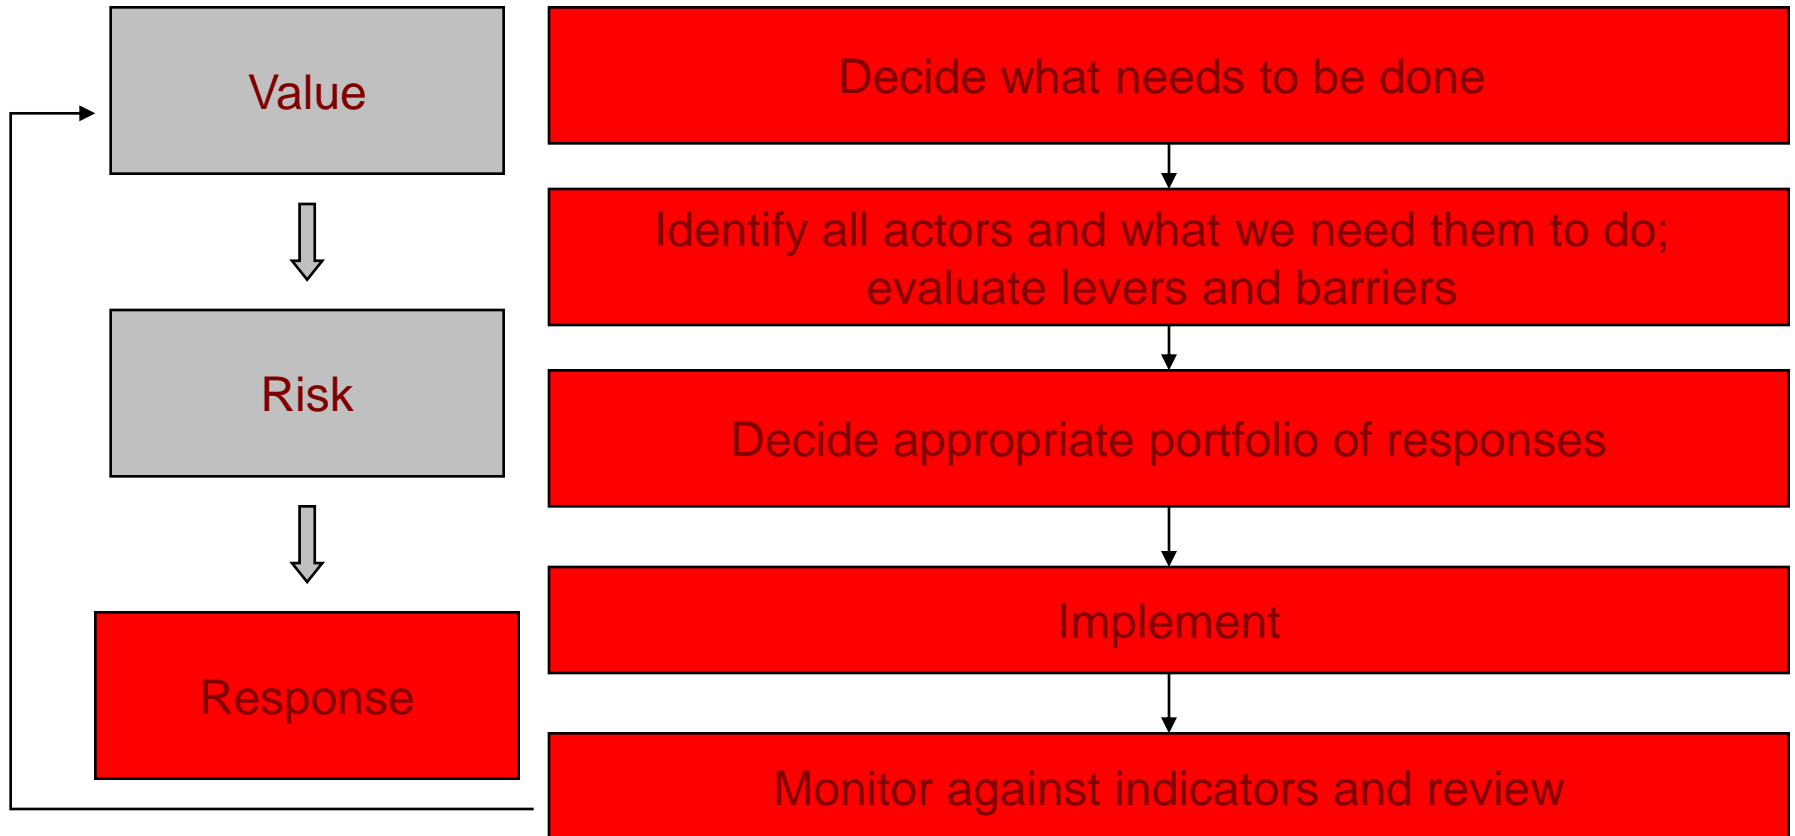 Value
Risk
Response
Decide what needs to be done
Identify all actors and what we need them to do;
evaluate levers and barriers
Decide appropriate portfolio of responses
Implement
Monitor against indicators and review